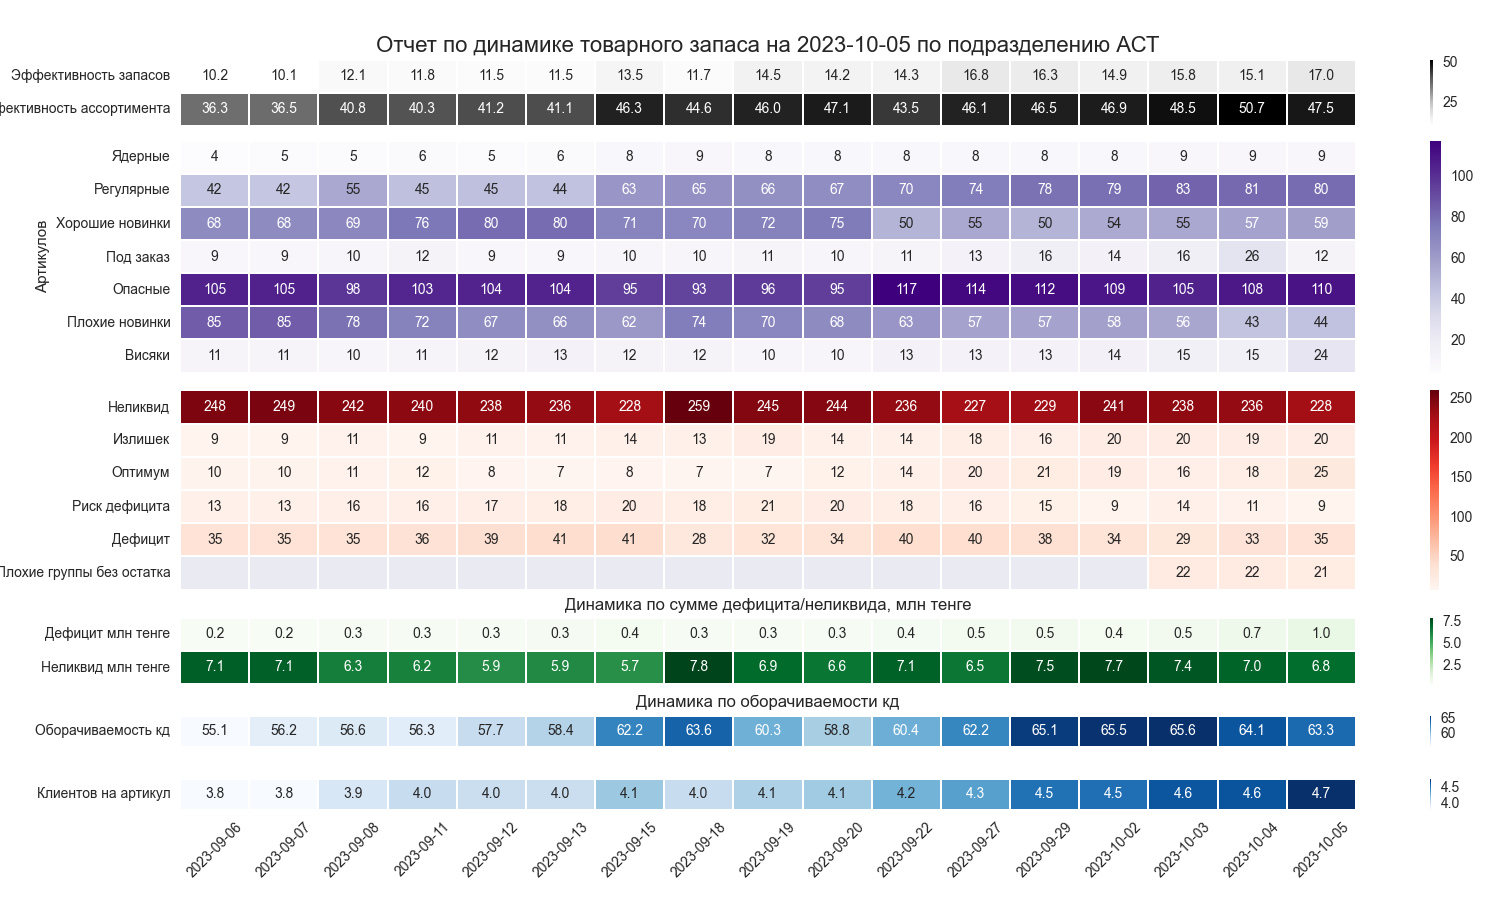 Отчет по динамике товарного запаса на 2023-10-05 по подразделению АСТ
Эффективность запасов 10.2 10.1 12.1 11.8 11.5 11.5 13.5 11.7 14.5 14.2 14.3 16.8 16.3 14.9 15.8 15.1 17.0
фективность ассортимента 36.3 36.5 40.8 40.3 41.2 41.1 46.3 44.6 46.0 47.1 43.5 46.1 46.5 46.9 48.5 50.7 47.5
50
25
Артикулов
Ядерные 4 5 5 6 5 6 8 9 8 8 8 8 8 8 9 9 9
Регулярные 42 42 55 45 45 44 63 65 66 67 70 74 78 79 83 81 80
Хорошие новинки 68 68 69 76 80 80 71 70 72 75 50 55 50 54 55 57 59
Под заказ 9 9 10 12 9 9 10 10 11 10 11 13 16 14 16 26 12
Опасные 105 105 98 103 104 104 95 93 96 95 117 114 112 109 105 108 110
Плохие новинки 85 85 78 72 67 66 62 74 70 68 63 57 57 58 56 43 44
Висяки 11 11 10 11 12 13 12 12 10 10 13 13 13 14 15 15 24
100
80
60
40
20
Неликвид 248 249 242 240 238 236 228 259 245 244 236 227 229 241 238 236 228
Излишек 9 9 11 9 11 11 14 13 19 14 14 18 16 20 20 19 20
Оптимум 10 10 11 12 8 7 8 7 7 12 14 20 21 19 16 18 25
Риск дефицита 13 13 16 16 17 18 20 18 21 20 18 16 15 9 14 11 9
Дефицит 35 35 35 36 39 41 41 28 32 34 40 40 38 34 29 33 35
Плохие группы без остатка 22 22 21
250
200
150
100
50
Динамика по сумме дефицита/неликвида, млн тенге
Дефицит млн тенге 0.2 0.2 0.3 0.3 0.3 0.3 0.4 0.3 0.3 0.3 0.4 0.5 0.5 0.4 0.5 0.7 1.0
Неликвид млн тенге 7.1 7.1 6.3 6.2 5.9 5.9 5.7 7.8 6.9 6.6 7.1 6.5 7.5 7.7 7.4 7.0 6.8
7.5
5.0
2.5
Динамика по оборачиваемости кд
Оборачиваемость кд 55.1 56.2 56.6 56.3 57.7 58.4 62.2 63.6 60.3 58.8 60.4 62.2 65.1 65.5 65.6 64.1 63.3
65
60
Клиентов на артикул 3.8 3.8 3.9 4.0 4.0 4.0 4.1 4.0 4.1 4.1 4.2 4.3 4.5 4.5 4.6 4.6 4.7
4.5
4.0
2023-09-06 2023-09-07 2023-09-08 2023-09-11 2023-09-12 2023-09-13 2023-09-15 2023-09-18 2023-09-19 2023-09-20 2023-09-22 2023-09-27 2023-09-29 2023-10-02 2023-10-03 2023-10-04 2023-10-05